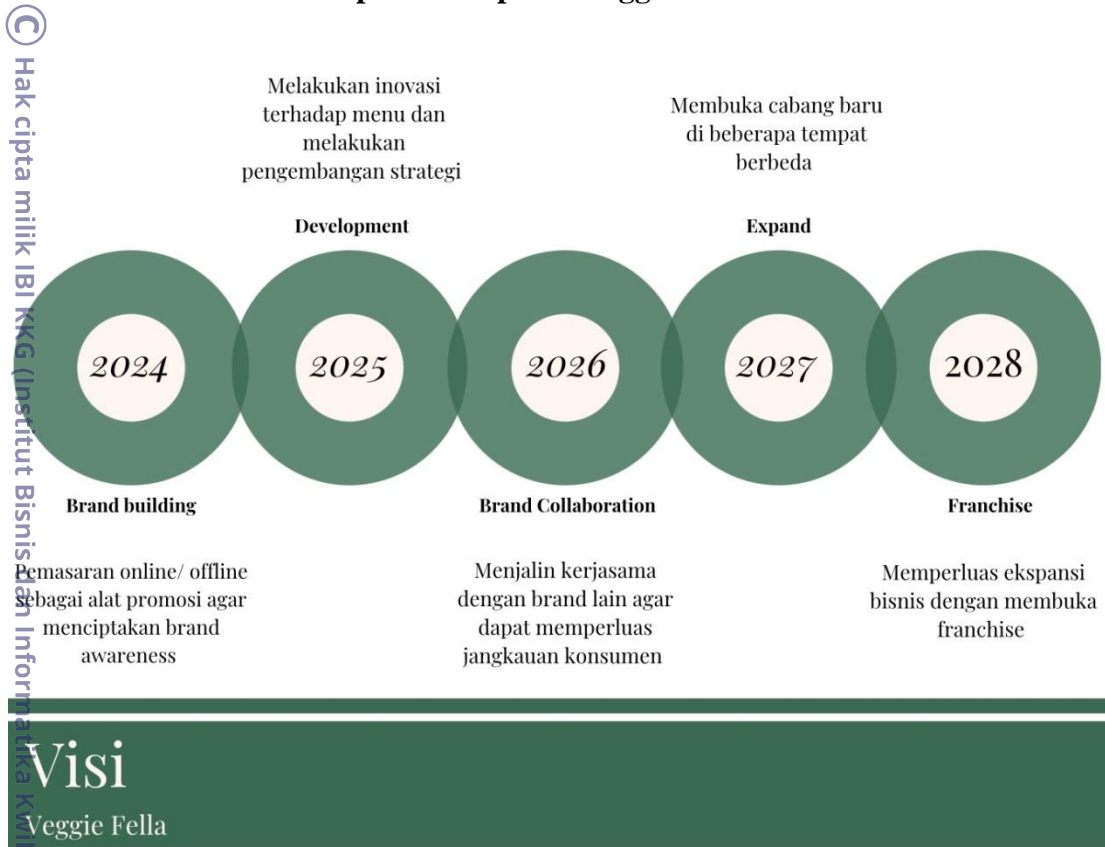 Melakukan inovasi
terhadap menu dan
melakukan
pengembangan strategi
Membuka cabang baru
di beberapa tempat
berbeda
Development
Expand
2024
2025
2026
2027
2028
Brand building
Brand Collaboration
Franchise
Pemasaran online/ offline
sebagai alat promosi agar
menciptakan brand
awareness
Menjalin kerjasama
dengan brand lain agar
dapat memperluas
jangkauan konsumen
Memperluas ekspansi
bisnis dengan membuka
franchise
Visi
Veggie Fella
© Hak cipta milik IBI KKG (Institut Bisnis dan Informatika